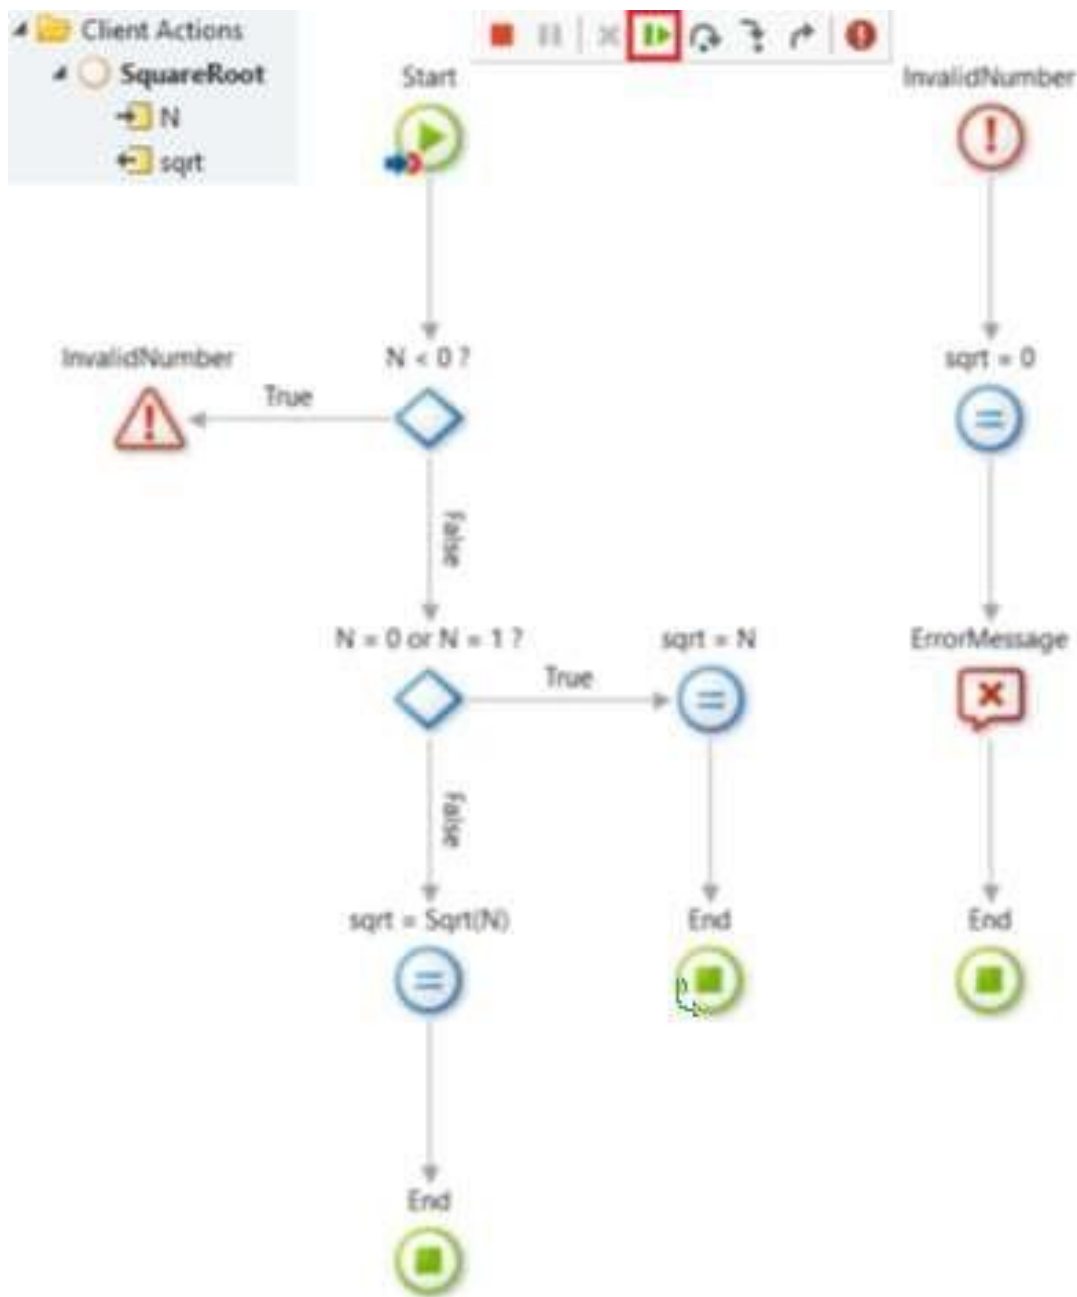 Client Actions
SquareRoot
N
sqrt
Start
InvalidNumber
InvalidNumber
True
N < 0 ?
sqrt = 0
False
N = 0 or N = 1 ?
True
sqrt = N
ErrorMessage
False
sqrt = Sqrt(N)
End
End
End